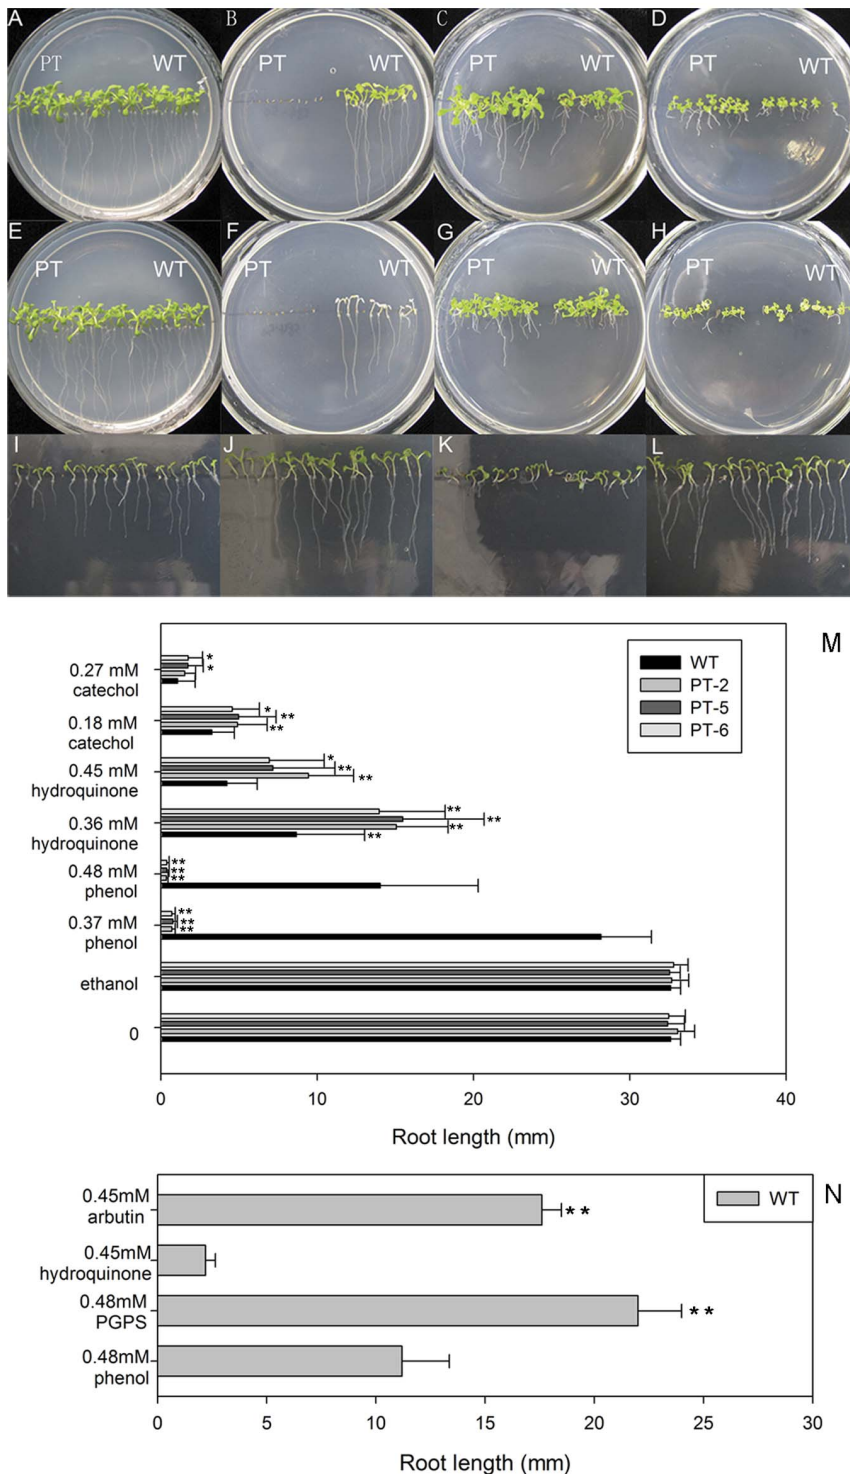 A
PT
WT
B
PT
WT
C
PT
WT
D
PT
WT
E
PT
WT
F
PT
WT
G
PT
WT
H
PT
WT
I
J
K
L
M
0.27 mM
catechol
0.18 mM
catechol
0.45 mM
hydroquinone
0.36 mM
hydroquinone
0.48 mM
phenol
0.37 mM
phenol
ethanol
0
*
*
*
**
**
*
**
**
**
**
**
**
**
**
**
**
**
**
WT
PT-2
PT-5
PT-6
0 10 20 30 40
Root length (mm)
N
0.45mM
arbutin
0.45mM
hydroquinone
0.48mM
PGPS
0.48mM
phenol
**
**
WT
0 5 10 15 20 25 30
Root length (mm)